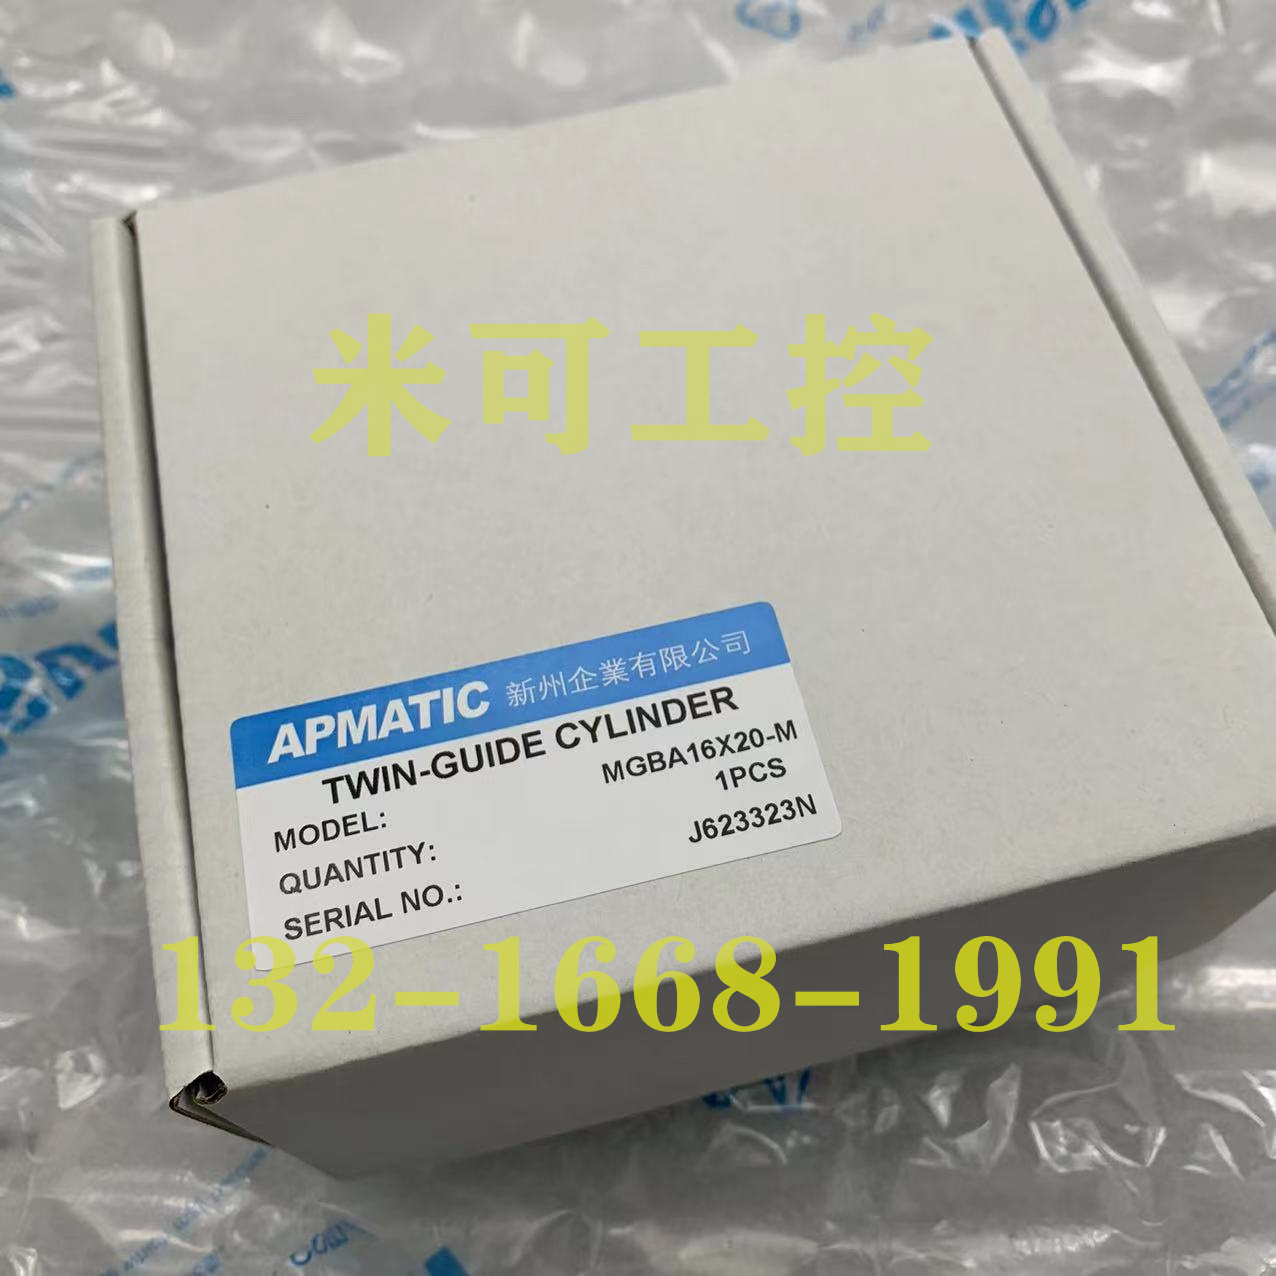 米可工控
APMATIC 新州企業有限公司
TWIN-GUIDE CYLINDER
MODEL: MGBA16X20-M
QUANTITY: 1PCS
SERIAL NO.: J623323N
132-1668-1991